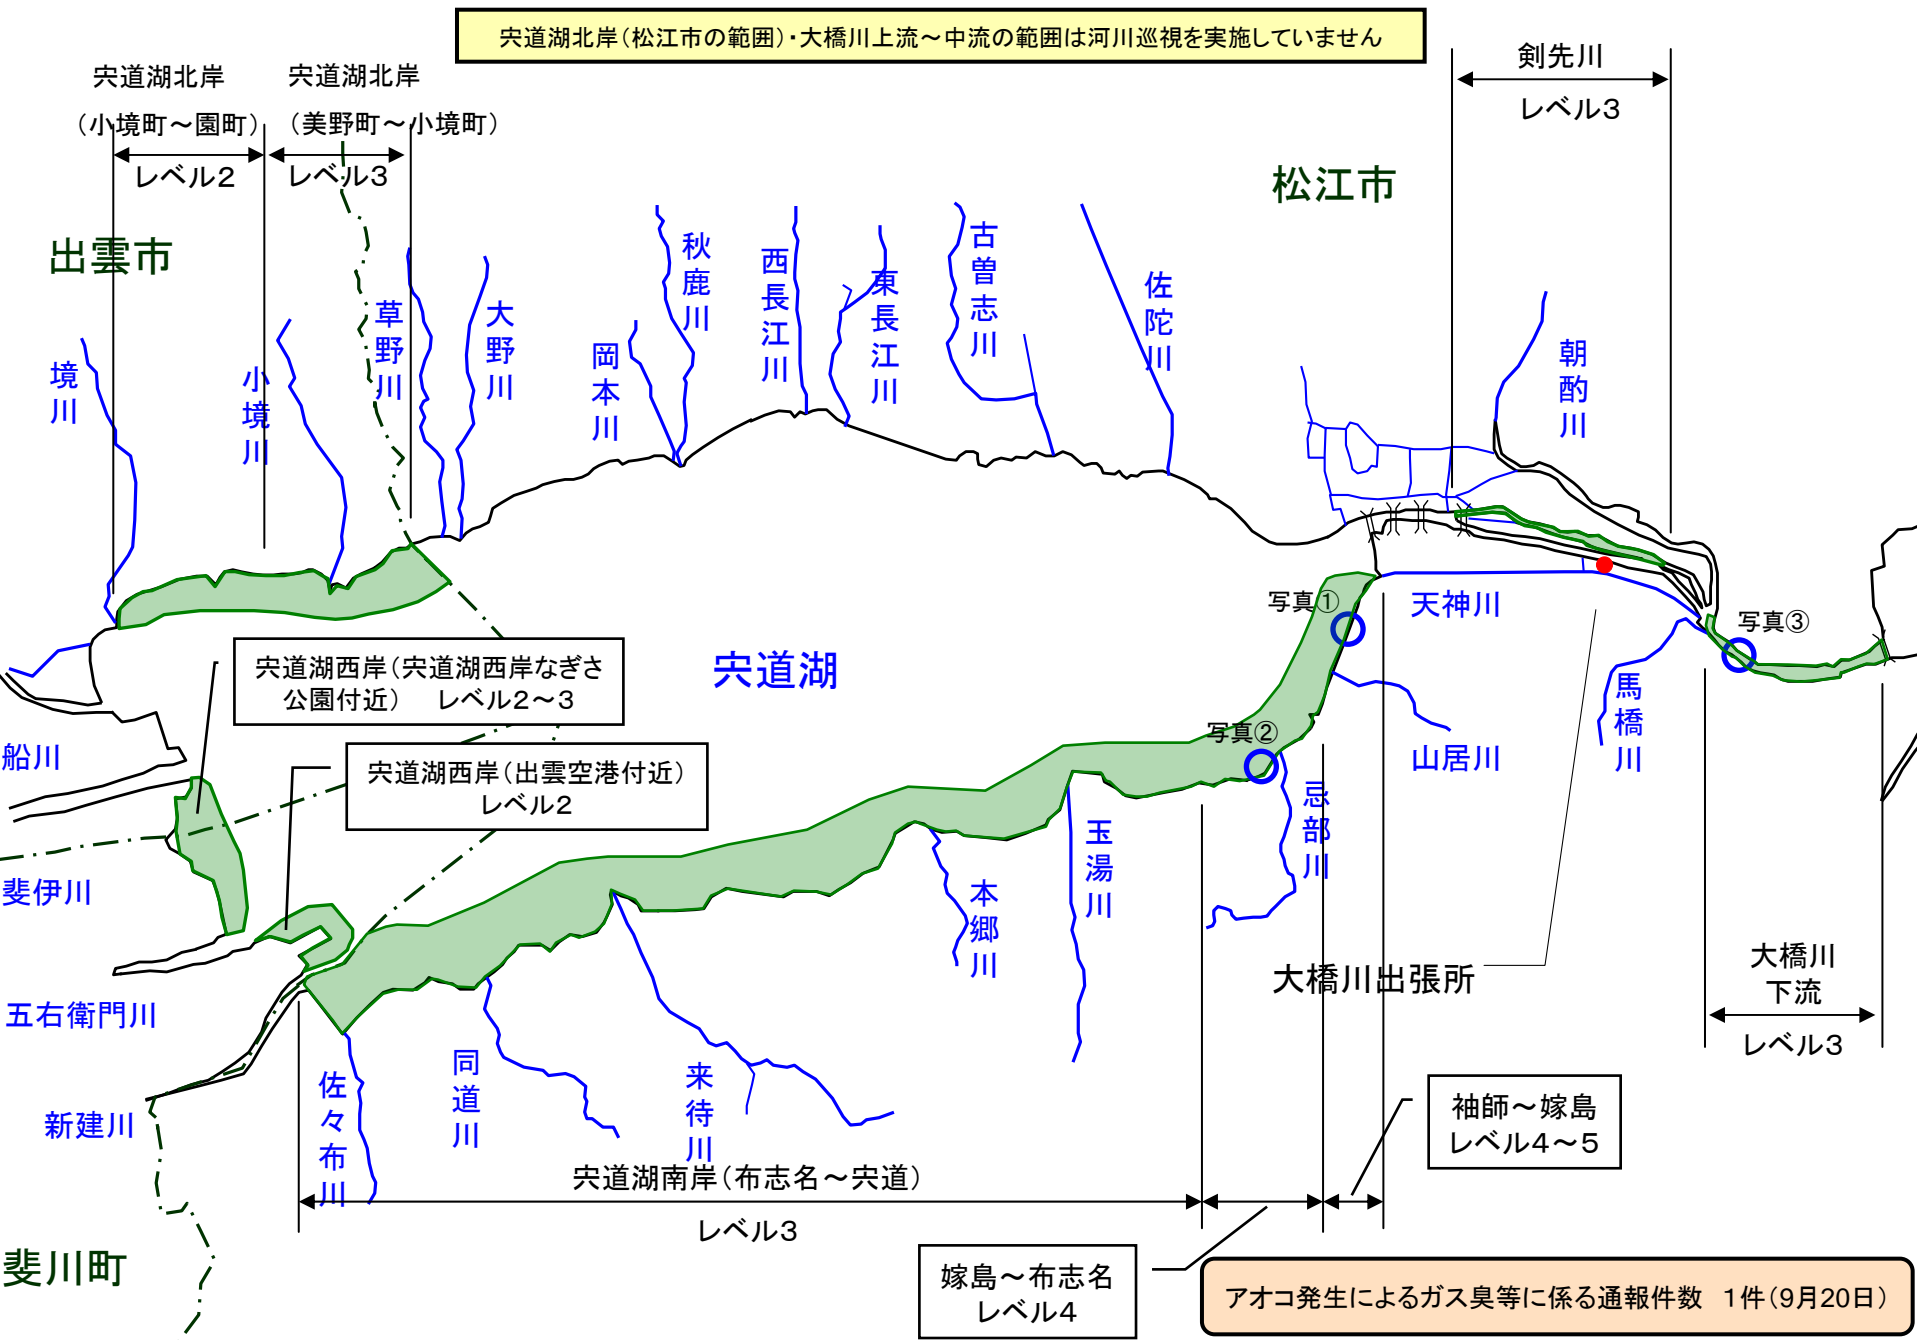 宍道湖北岸(松江市の範囲)・大橋川上流～中流の範囲は河川巡視を実施していません
宍道湖北岸
（小境町～園町）
レベル2
宍道湖北岸
（美野町～小境町）
レベル3
剣先川
レベル3
松江市
出雲市
境川
小境川
草野川
大野川
岡本川
秋鹿川
西長江川
東長江川
古曽志川
佐陀川
朝酌川
写真①
天神川
写真③
宍道湖西岸（宍道湖西岸なぎさ
公園付近）　レベル2～3
宍道湖
写真②
馬橋川
船川
宍道湖西岸（出雲空港付近）
レベル2
山居川
忌部川
玉湯川
斐伊川
本郷川
大橋川出張所
大橋川
下流
レベル3
五右衛門川
同道川
来待川
佐々布川
新建川
袖師～嫁島
レベル4～5
宍道湖南岸（布志名～宍道）
レベル3
斐川町
嫁島～布志名
レベル4
アオコ発生によるガス臭等に係る通報件数　1件（9月20日）